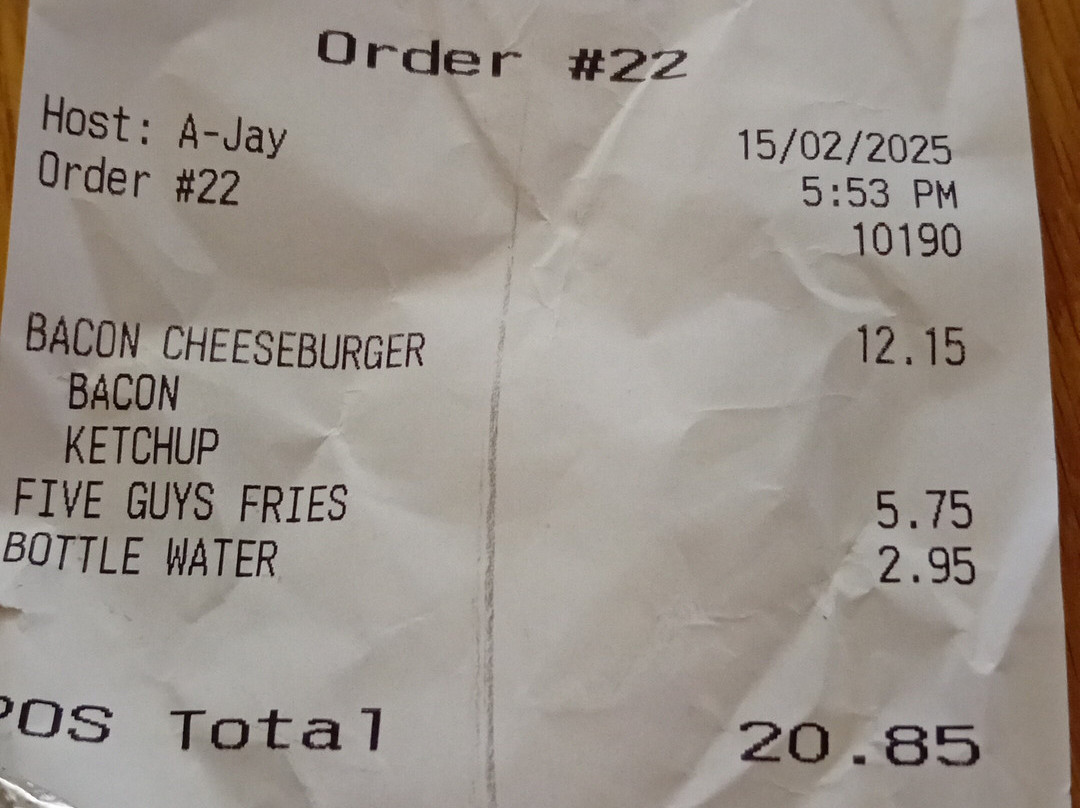 Order #22
Host: A-Jay 15/02/2025
Order #22 5:53 PM
10190
BACON CHEESEBURGER 12.15
BACON
KETCHUP
FIVE GUYS FRIES 5.75
BOTTLE WATER 2.95
POS Total 20.85